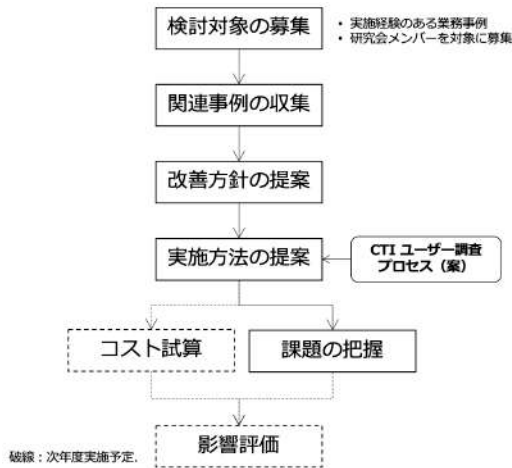 検討対象の募集
• 実施経験のある業務事例
• 研究会メンバーを対象に募集
関連事例の収集
改善方針の提案
実施方法の提案
CTI ユーザー調査
プロセス（案）
コスト試算
課題の把握
影響評価
破線：次年度実施予定.